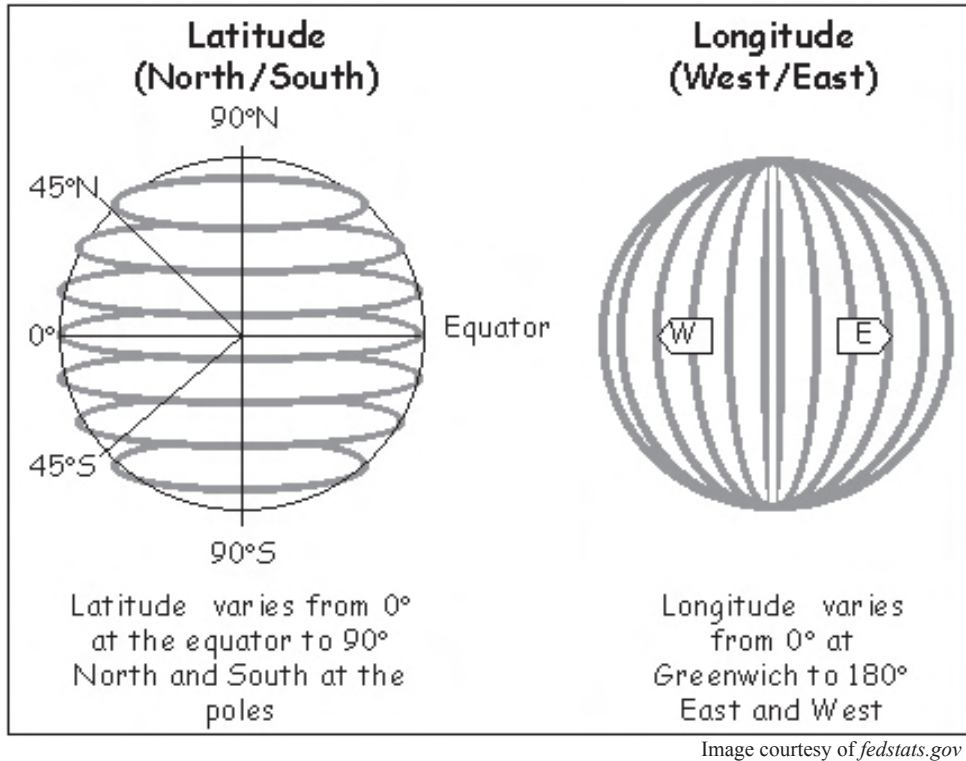 Latitude
(North/South)
90°N
45°N
0°
Equator
45°S
90°S
Latitude varies from 0°
at the equator to 90°
North and South at the
poles
Longitude
(West/East)
W
E
Longitude varies
from 0° at
Greenwich to 180°
East and West
Image courtesy of fedstats.gov